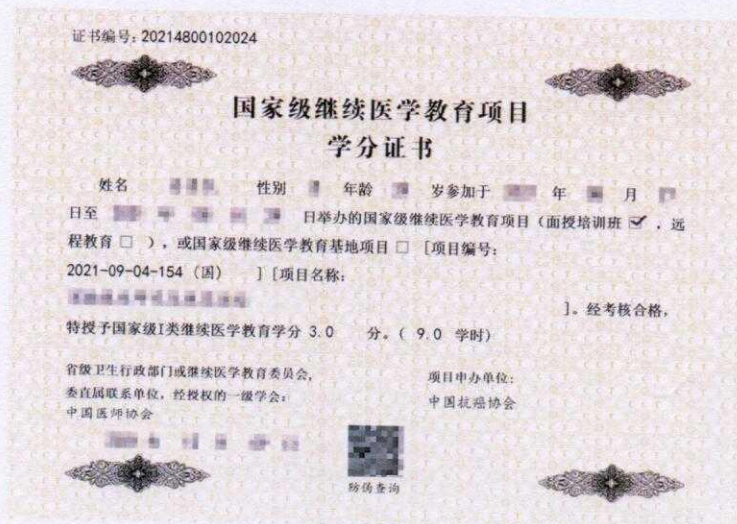 证书编号: 20214800102024
国家级继续医学教育项目
学分证书
姓名 性别 年龄 岁参加于 年 月
日至 日举办的国家级继续医学教育项目（面授培训班 ☑ ，远
程教育 □ ），或国家级继续医学教育基地项目 □ [项目编号:
2021-09-04-154 (国) ] [项目名称:
]。经考核合格,
特授予国家级I类继续医学教育学分 3.0 分。( 9.0 学时)
省级卫生行政部门或继续医学教育委员会,
委直属联系单位，经授权的一级学会:
中国医师协会
项目申办单位:
中国抗癌协会
防伪查询